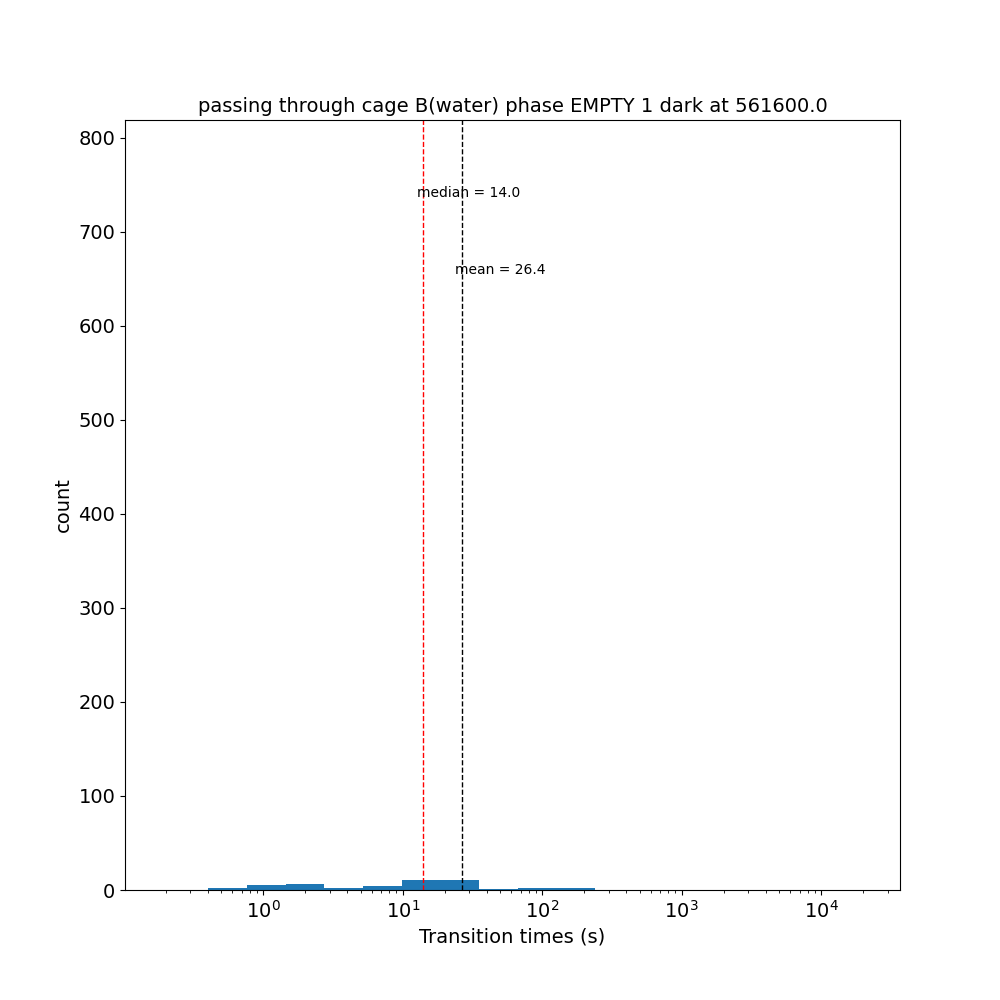 passing through cage B(water) phase EMPTY 1 dark at 561600.0
800
median = 14.0
700
mean = 26.4
600
500
count
400
300
200
100
0
10^0 10^1 10^2 10^3 10^4
Transition times (s)